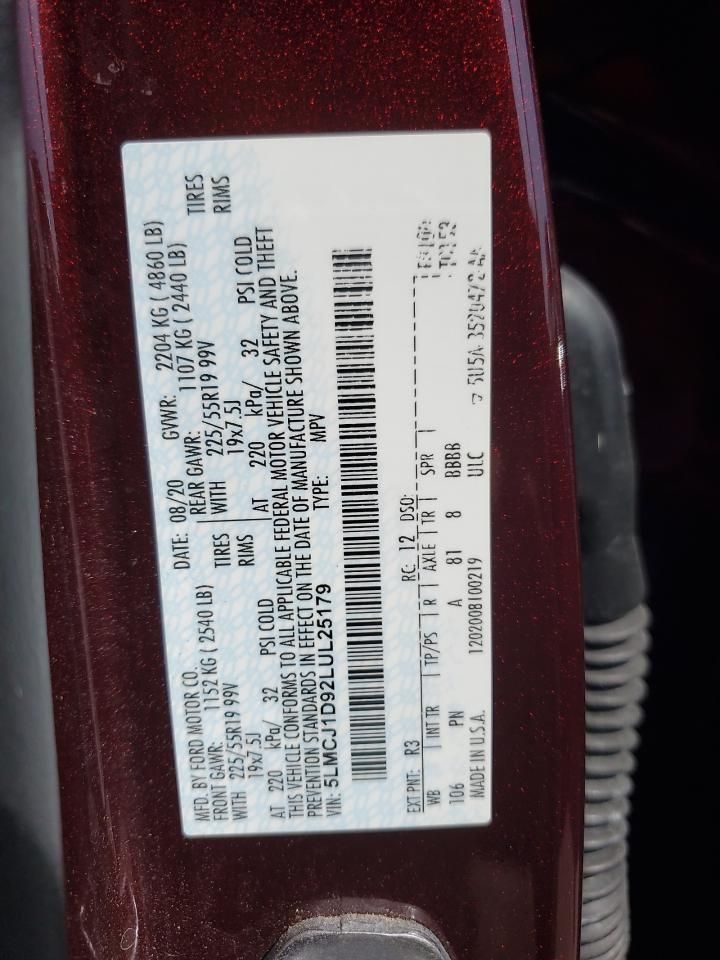 MFD. BY FORD MOTOR CO.
DATE: 08/20 GVWR: 2204 KG ( 4860 LB)
FRONT GAWR: 1152 KG ( 2540 LB) REAR GAWR: 1107 KG ( 2440 LB)
WITH 225/55R19 99V TIRES WITH 225/55R19 99V TIRES
19x7.5J RIMS 19x7.5J RIMS
AT 220 kPa/ 32 PSI COLD AT 220 kPa/ 32 PSI COLD
THIS VEHICLE CONFORMS TO ALL APPLICABLE FEDERAL MOTOR VEHICLE SAFETY AND THEFT
PREVENTION STANDARDS IN EFFECT ON THE DATE OF MANUFACTURE SHOWN ABOVE.
VIN: 5LMCJ1D92LUL25179 TYPE: MPV
EXT PNT: R3 RC: 12 DSO:
WB INT TR TP/PS R AXLE TR SPR
106 PN A 81 8 BBBB
MADE IN U.S.A. 1202008100219 ULC